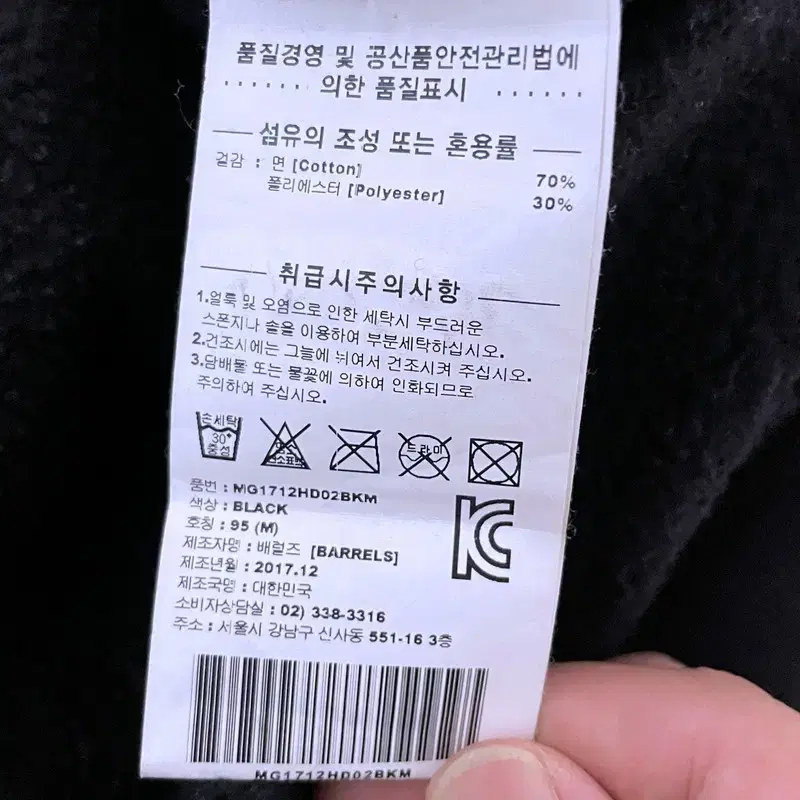 품질경영 및 공산품안전관리법에
의한 품질표시
섬유의 조성 또는 혼용률
겉감 : 면 [Cotton] 70%
폴리에스터 [Polyester] 30%
취급시주의사항
1.얼룩 및 오염으로 인한 세탁시 부드러운
스폰지나 솔을 이용하여 부분세탁하십시오.
2.건조시에는 그늘에 뉘여서 건조시켜 주십시오.
3.담배불 또는 불꽃에 의하여 인화되므로
주의하여 주십시오.
손세탁
30°
중성
염소
염소표백
드라이
품번 : MG1712HD02BKM
색상 : BLACK
호칭 : 95 (M)
제조자명 : 배럴즈 [BARRELS]
제조년월 : 2017.12
제조국명 : 대한민국
소비자상담실 : 02) 338-3316
주소 : 서울시 강남구 신사동 551-16 3층
KC
MG1712HD02BKM